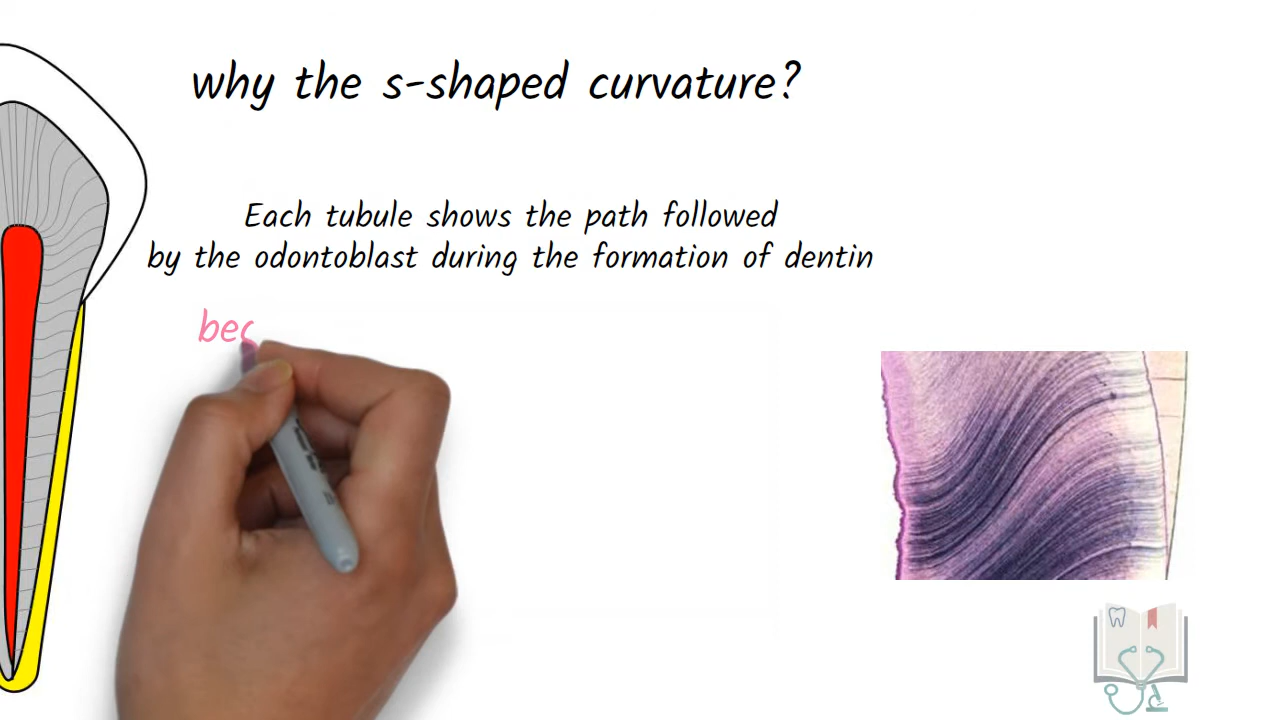 why the s-shaped curvature?
Each tubule shows the path followed
by the odontoblast during the formation of dentin